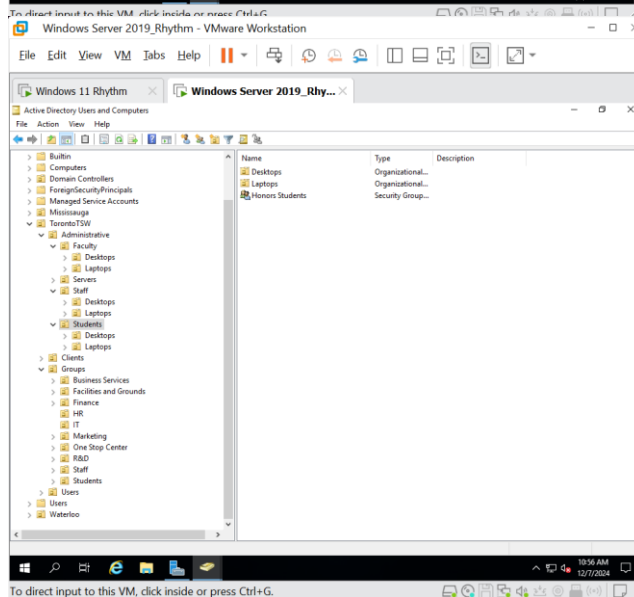 To direct input to this VM, click inside or press Ctrl+G.
Windows Server 2019_Rhythm - VMware Workstation
File Edit View VM Tabs Help
Windows 11 Rhythm
Windows Server 2019_Rhy...
Active Directory Users and Computers
File Action View Help
Builtin
Computers
Domain Controllers
ForeignSecurityPrincipals
Managed Service Accounts
Mississauga
TorontoTSW
Administrative
Faculty
Desktops
Laptops
Servers
Staff
Desktops
Laptops
Students
Desktops
Laptops
Clients
Groups
Business Services
Facilities and Grounds
Finance
HR
IT
Marketing
One Stop Center
R&D
Staff
Students
Users
Users
Waterloo
Name Type Description
Desktops Organizational...
Laptops Organizational...
Honors Students Security Group...
10:56 AM
12/7/2024
To direct input to this VM, click inside or press Ctrl+G.